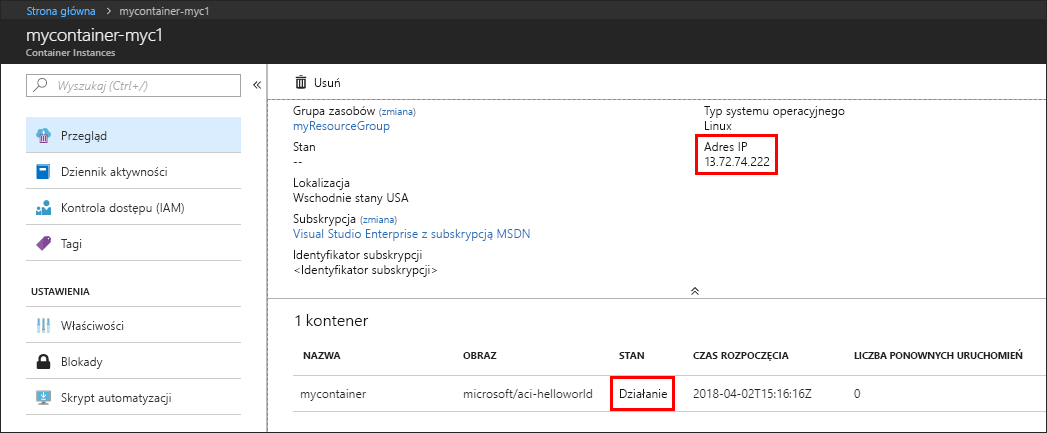 Strona główna > mycontainer-myc1
mycontainer-myc1
Container Instances
Wyszukaj (Ctrl+/)
«
Usuń
Przegląd
Dziennik aktywności
Kontrola dostępu (IAM)
Tagi
USTAWIENIA
Właściwości
Blokady
Skrypt automatyzacji
Grupa zasobów (zmiana)
myResourceGroup
Stan
--
Lokalizacja
Wschodnie stany USA
Subskrypcja (zmiana)
Visual Studio Enterprise z subskrypcją MSDN
Identyfikator subskrypcji
<Identyfikator subskrypcji>
Typ systemu operacyjnego
Linux
Adres IP
13.72.74.222
1 kontener
NAZWA OBRAZ STAN CZAS ROZPOCZĘCIA LICZBA PONOWNYCH URUCHOMIEŃ
mycontainer microsoft/aci-helloworld Działanie 2018-04-02T15:16:16Z 0